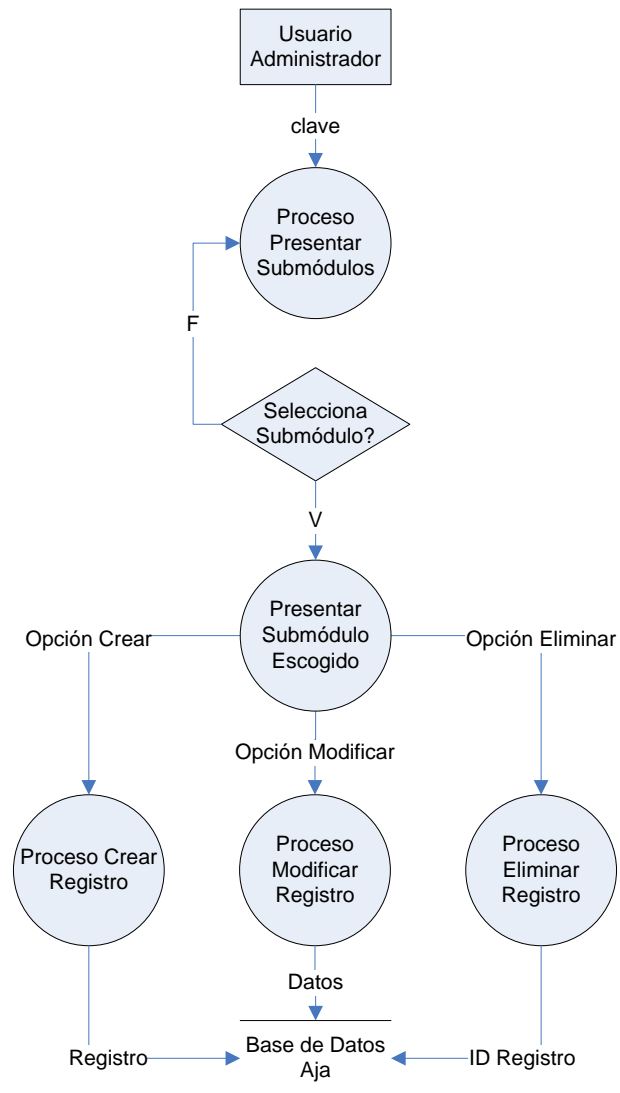 Usuario
Administrador
clave
Proceso
Presentar
Submódulos
F
Selecciona
Submódulo?
V
Presentar
Submódulo
Escogido
Opción Crear
Opción Eliminar
Opción Modificar
Proceso Crear
Registro
Proceso
Modificar
Registro
Proceso
Eliminar
Registro
Datos
Registro
Base de Datos
Aja
ID Registro